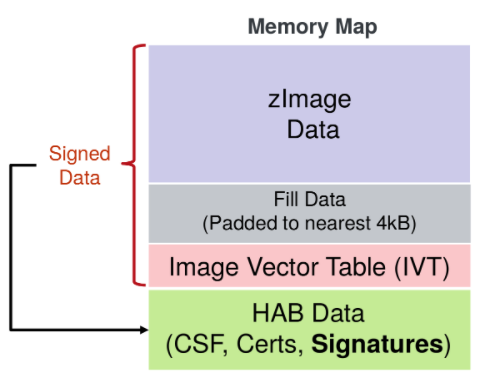 Memory Map
zImage
Data
Signed
Data
Fill Data
(Padded to nearest 4kB)
Image Vector Table (IVT)
HAB Data
(CSF, Certs, Signatures)